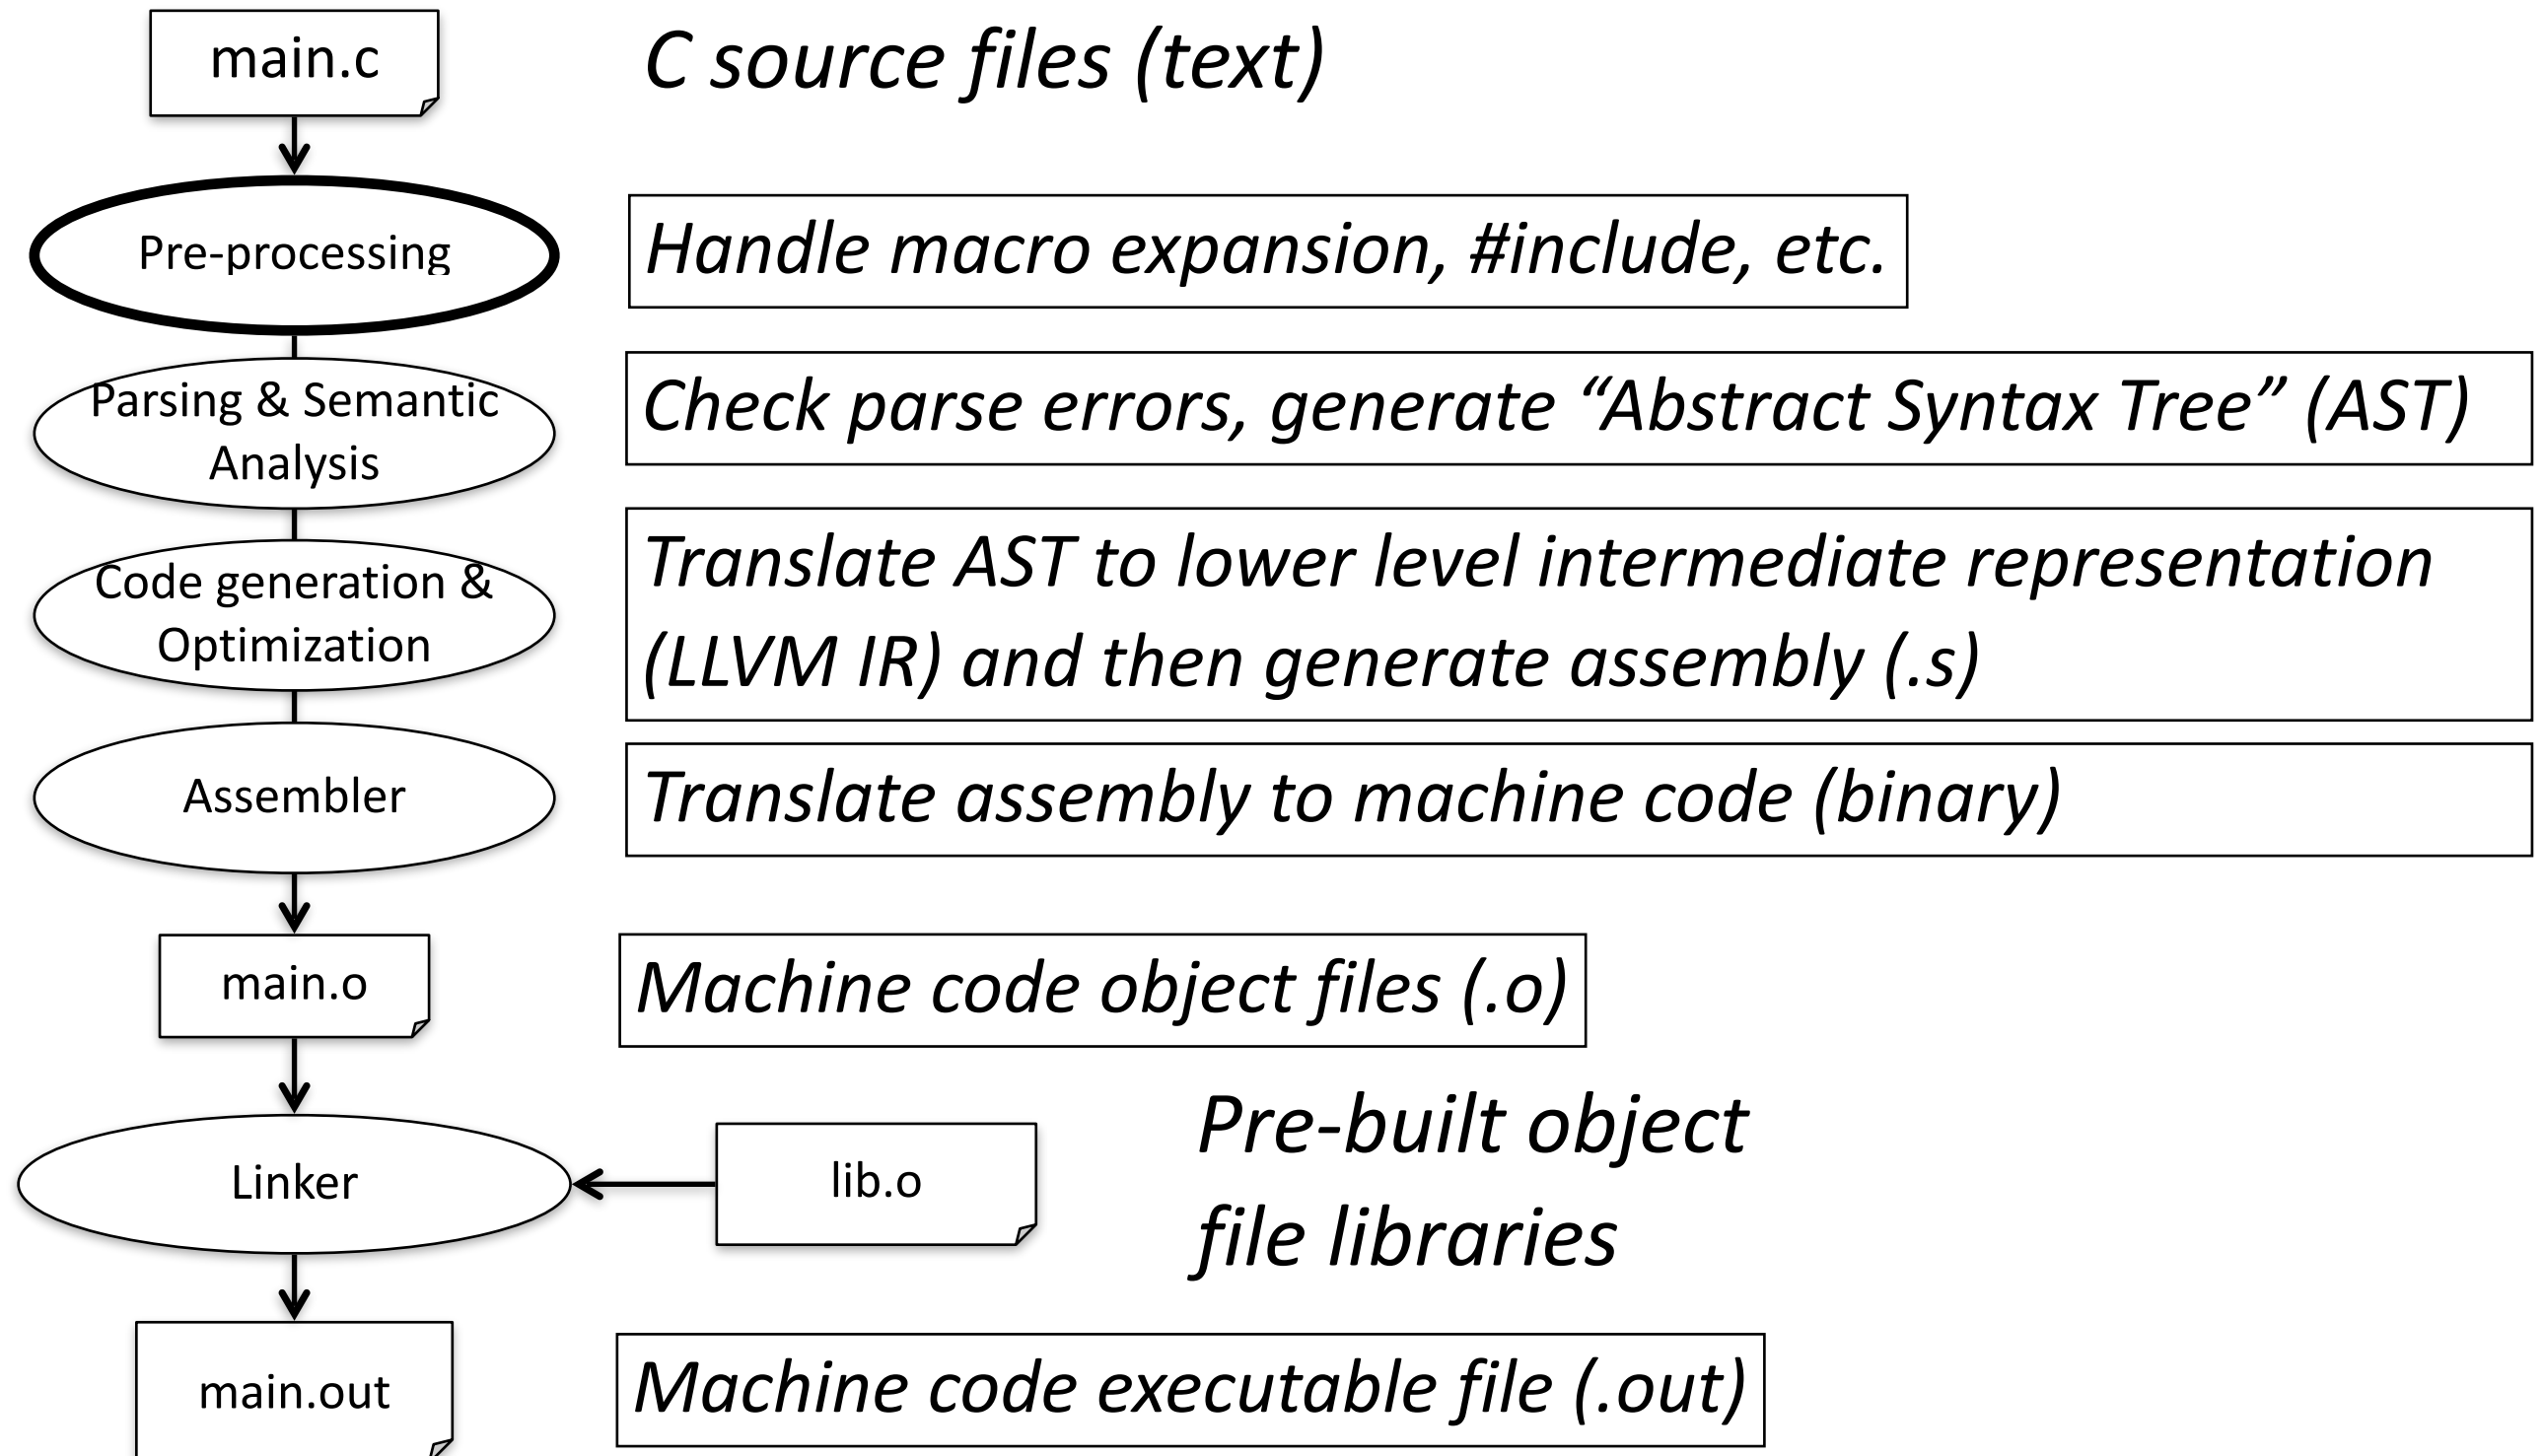 main.c
C source files (text)
Pre-processing
Handle macro expansion, #include, etc.
Parsing & Semantic
Analysis
Check parse errors, generate “Abstract Syntax Tree” (AST)
Code generation &
Optimization
Translate AST to lower level intermediate representation
(LLVM IR) and then generate assembly (.s)
Assembler
Translate assembly to machine code (binary)
main.o
Machine code object files (.o)
Linker
lib.o
Pre-built object
file libraries
main.out
Machine code executable file (.out)